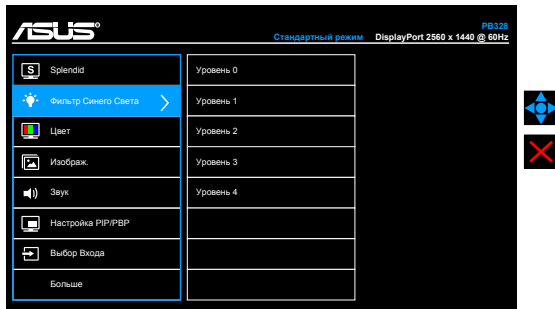 ASUS
PB328
Стандартный режим DisplayPort 2560 x 1440 @ 60Hz
S Splendid
Уровень 0
Фильтр Синего Света
Уровень 1
Цвет
Уровень 2
Изображ.
Уровень 3
Звук
Уровень 4
Настройка PIP/PBP
Выбор Входа
Больше